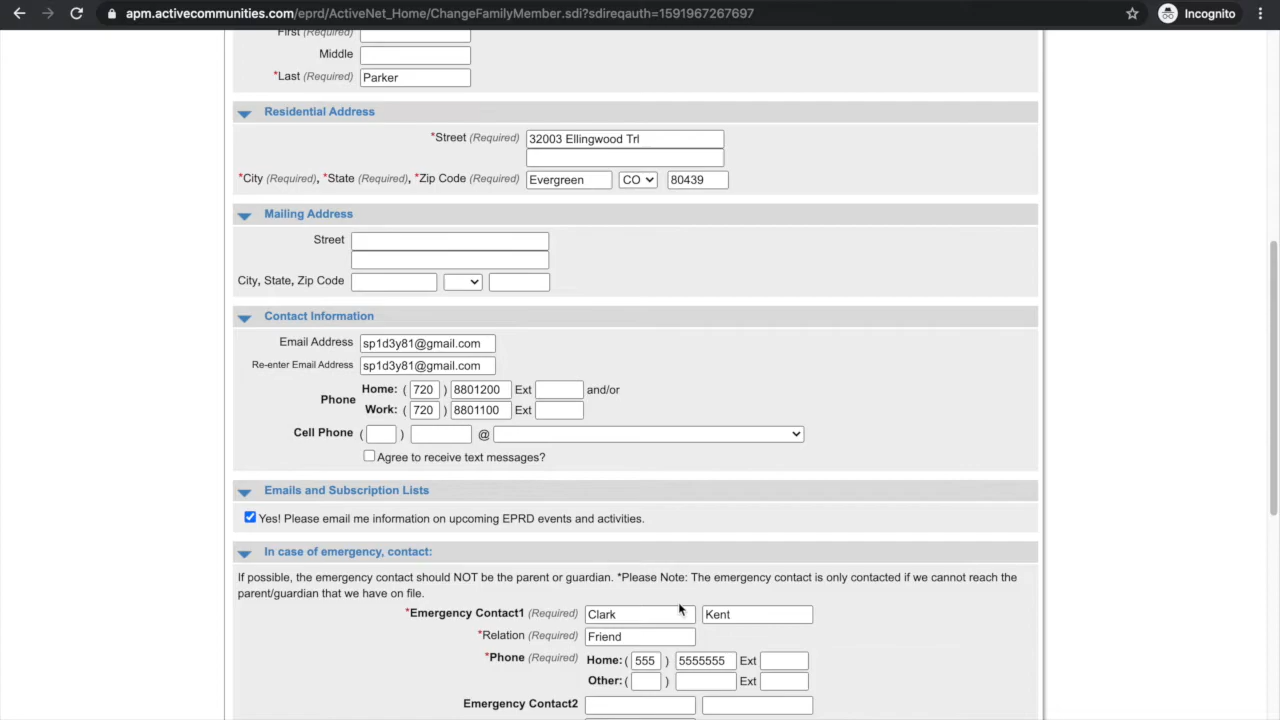 apm.activecommunities.com/eprd/ActiveNet_Home/ChangeFamilyMember.sdi?sdireqauth=1591967267697 Incognito
First (Required)
Middle
*Last (Required) Parker
Residential Address
*Street (Required) 32003 Ellingwood Trl
*City (Required), *State (Required), *Zip Code (Required) Evergreen CO 80439
Mailing Address
Street
City, State, Zip Code
Contact Information
Email Address sp1d3y81@gmail.com
Re-enter Email Address sp1d3y81@gmail.com
Home: ( 720 ) 8801200 Ext and/or
Phone
Work: ( 720 ) 8801100 Ext
Cell Phone ( ) @
Agree to receive text messages?
Emails and Subscription Lists
Yes! Please email me information on upcoming EPRD events and activities.
In case of emergency, contact:
If possible, the emergency contact should NOT be the parent or guardian. *Please Note: The emergency contact is only contacted if we cannot reach the
parent/guardian that we have on file.
*Emergency Contact1 (Required) Clark Kent
*Relation (Required) Friend
*Phone (Required) Home: ( 555 ) 5555555 Ext
Other: ( ) Ext
Emergency Contact2